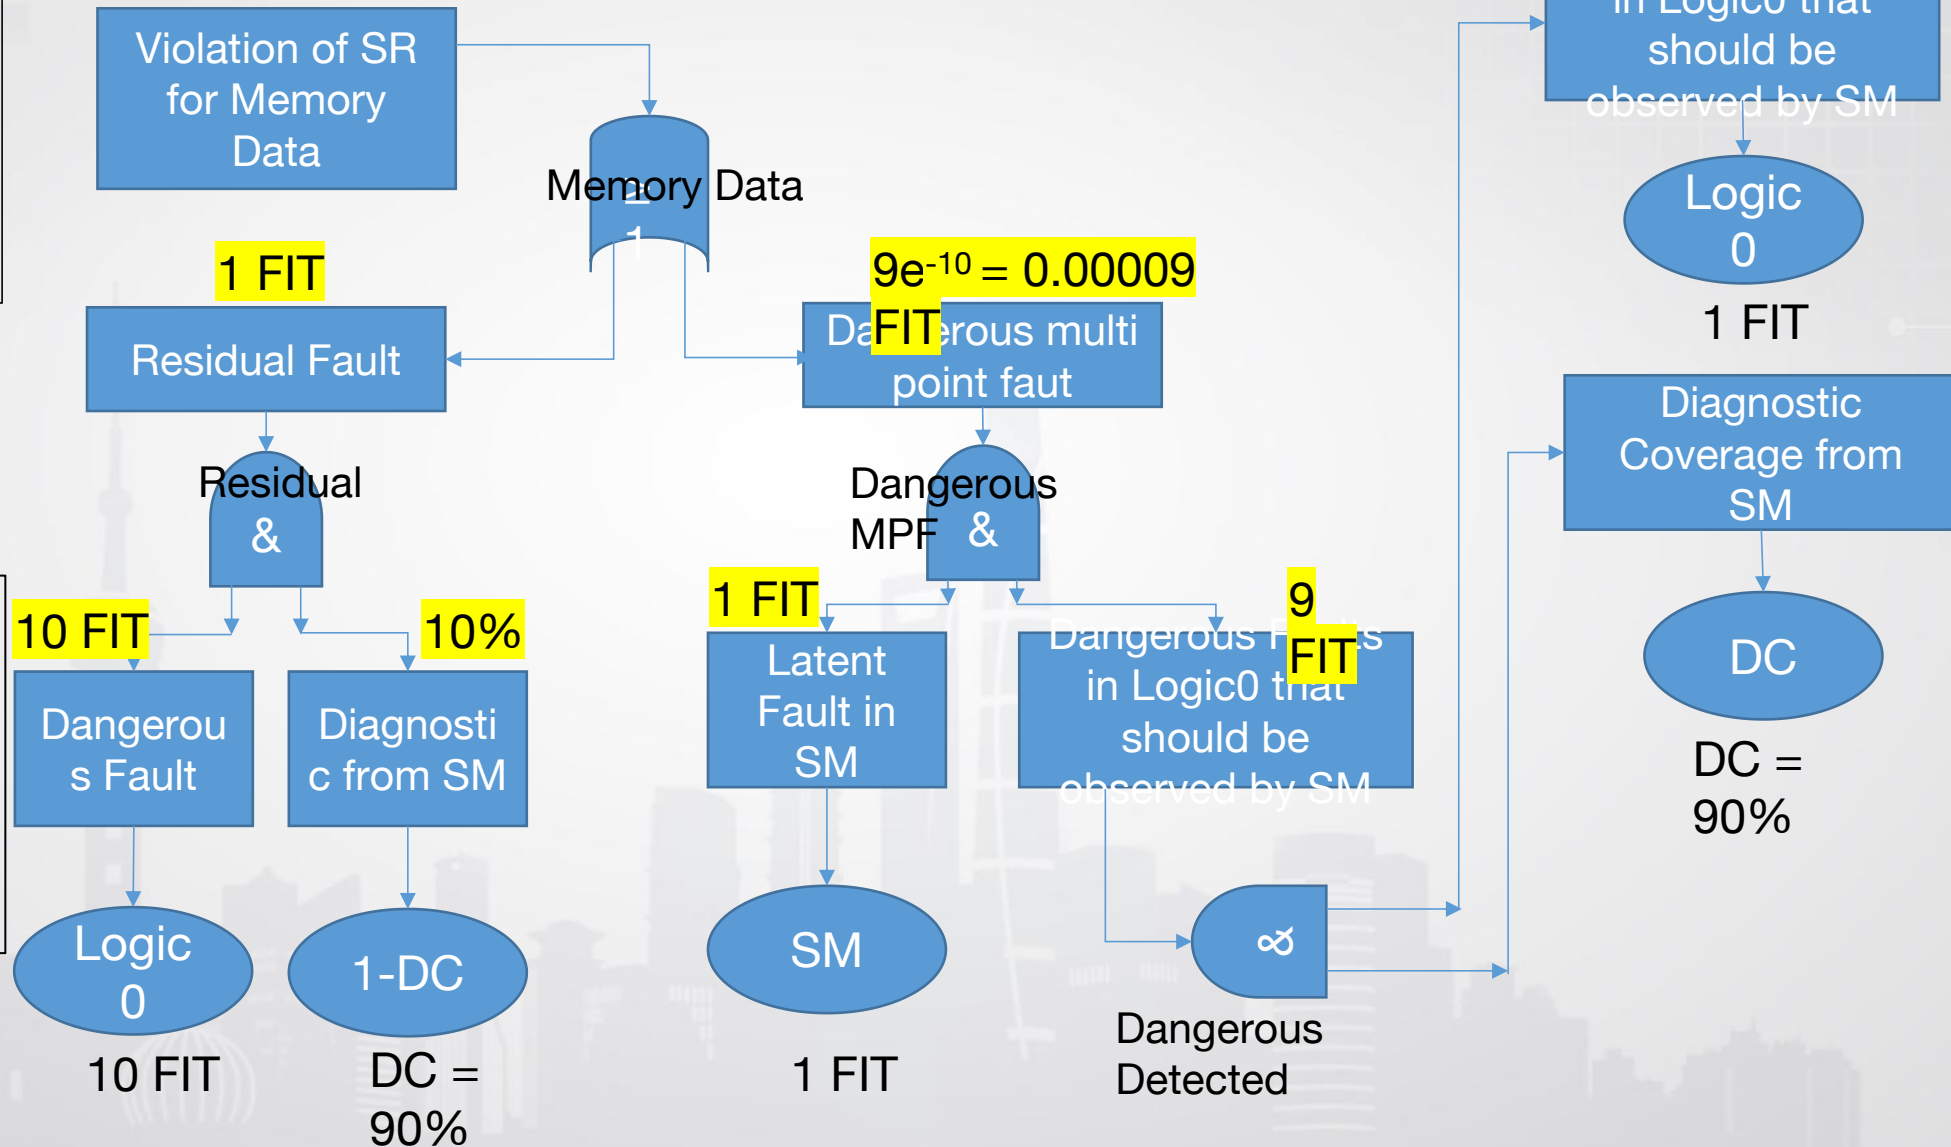 Violation of SR
for Memory
Data
≥
1
Memory Data
in Logic0 that
should be
observed by SM
Logic
0
1 FIT
1 FIT
Residual Fault
9e-10 = 0.00009
FIT
Dangerous multi
point faut
Residual
&
Dangerous
MPF
&
Diagnostic
Coverage from
SM
DC
DC =
90%
10 FIT
10%
Dangerou
s Fault
Diagnosti
c from SM
1 FIT
Latent
Fault in
SM
9
FIT
Dangerous
in Logic0 that
should be
observed by SM
Logic
0
10 FIT
1-DC
DC =
90%
SM
1 FIT
&
Dangerous
Detected